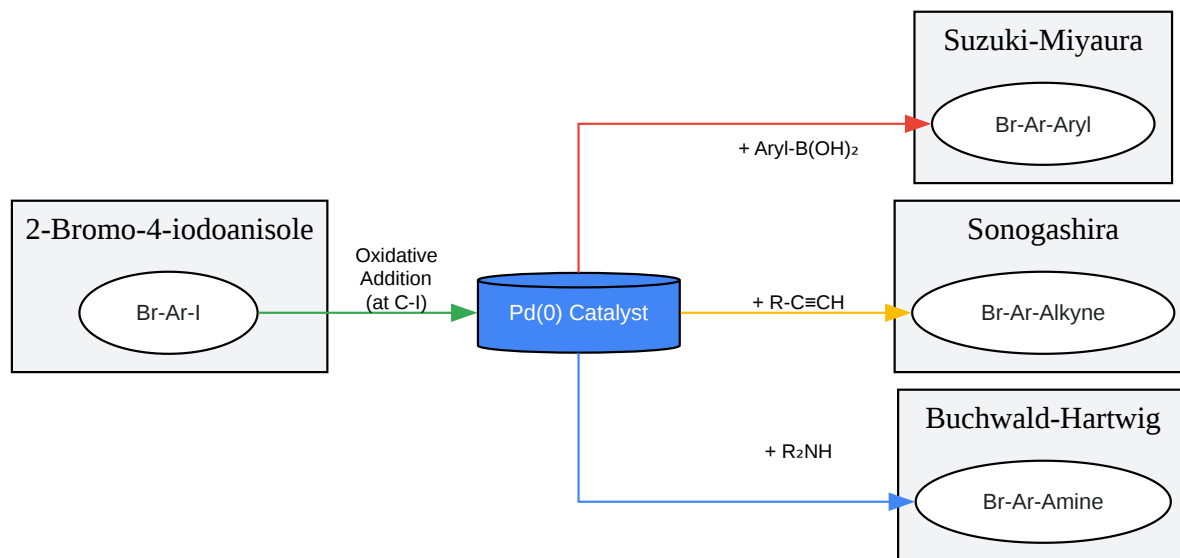 Suzuki-Miyaura
Br-Ar-Aryl
+ Aryl-B(OH)₂
2-Bromo-4-iodoanisole
Br-Ar-I
Oxidative
Addition
(at C-I)
Pd(0) Catalyst
+ R-C≡CH
Sonogashira
Br-Ar-Alkyne
Buchwald-Hartwig
+ R₂NH
Br-Ar-Amine